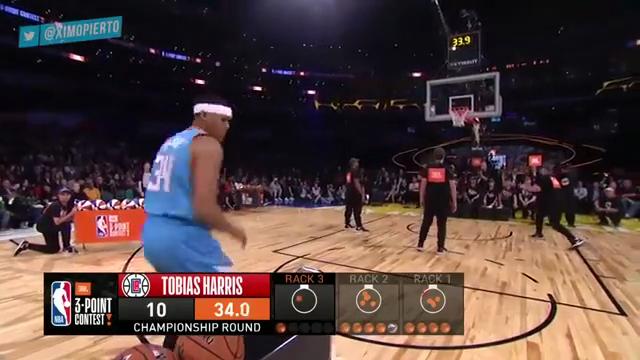 @XIMOPIERTO
33.9
JBL
NBA
JBL
3-POINT
CONTEST
TOBIAS HARRIS
10
34.0
CHAMPIONSHIP ROUND
RACK 3
RACK 2
RACK 1
34